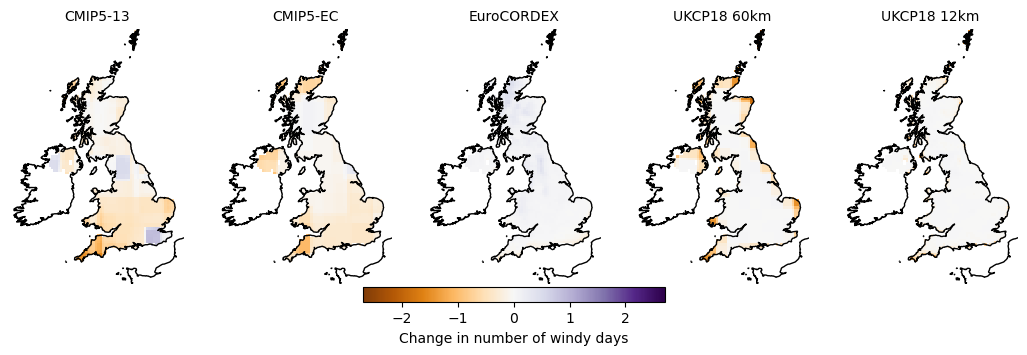 CMIP5-13
CMIP5-EC
EuroCORDEX
UKCP18 60km
UKCP18 12km
−2
−1
0
1
2
Change in number of windy days